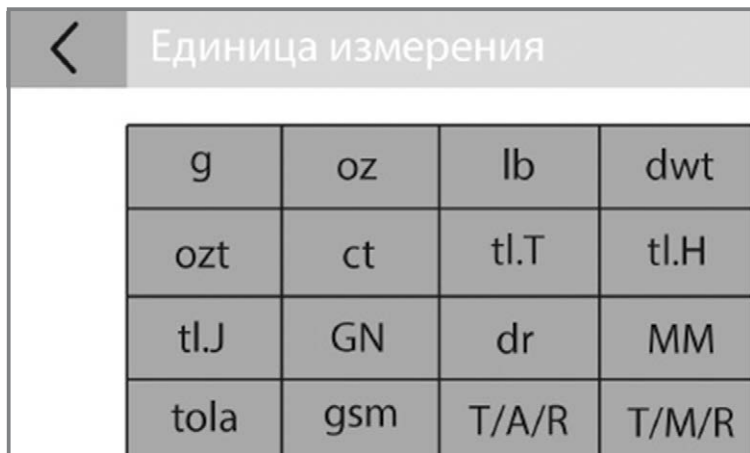 Единица измерения
g oz lb dwt
ozt ct tl.T tl.H
tl.J GN dr MM
tola gsm T/A/R T/M/R